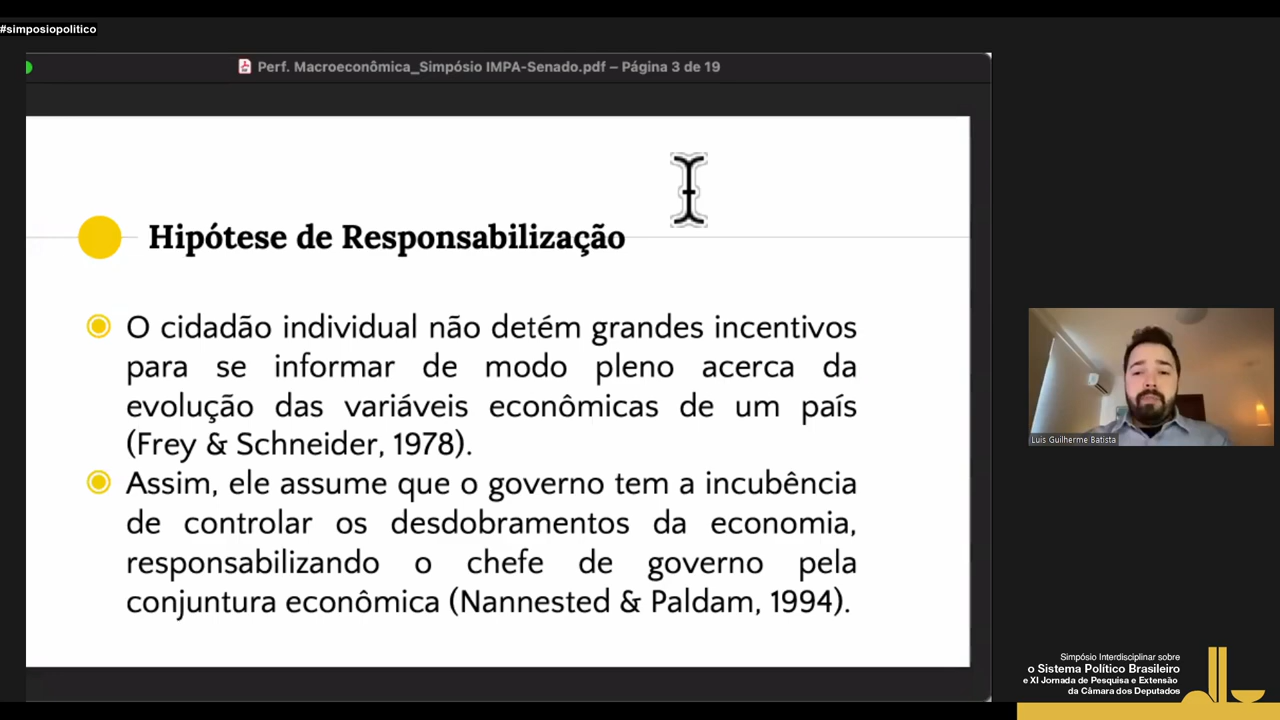 #simposiopolitico
Perf. Macroeconômica_Simpósio IMPA-Senado.pdf – Página 3 de 19
Hipótese de Responsabilização
O cidadão individual não detém grandes incentivos
para se informar de modo pleno acerca da
evolução das variáveis econômicas de um país
(Frey & Schneider, 1978).
Assim, ele assume que o governo tem a incubência
de controlar os desdobramentos da economia,
responsabilizando o chefe de governo pela
conjuntura econômica (Nannested & Paldam, 1994).
Luis Guilherme Batista
Simpósio Interdisciplinar sobre
o Sistema Político Brasileiro
e XI Jornada de Pesquisa e Extensão
da Câmara dos Deputados